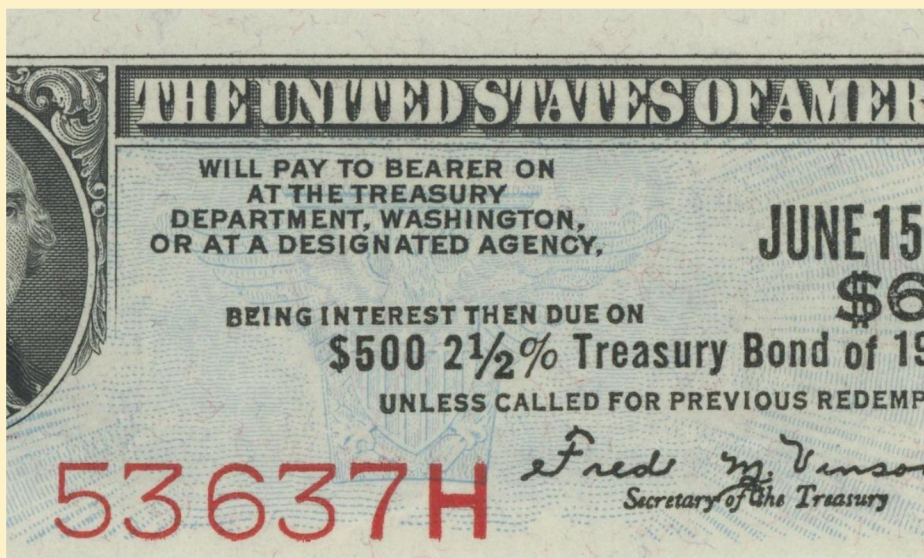 THE UNITED STATES OF AMER
WILL PAY TO BEARER ON
AT THE TREASURY
DEPARTMENT, WASHINGTON,
OR AT A DESIGNATED AGENCY,
JUNE 15
$6
BEING INTEREST THEN DUE ON
$500 2½% Treasury Bond of 19
UNLESS CALLED FOR PREVIOUS REDEMP
Fred M. Vinson
Secretary of the Treasury
53637H